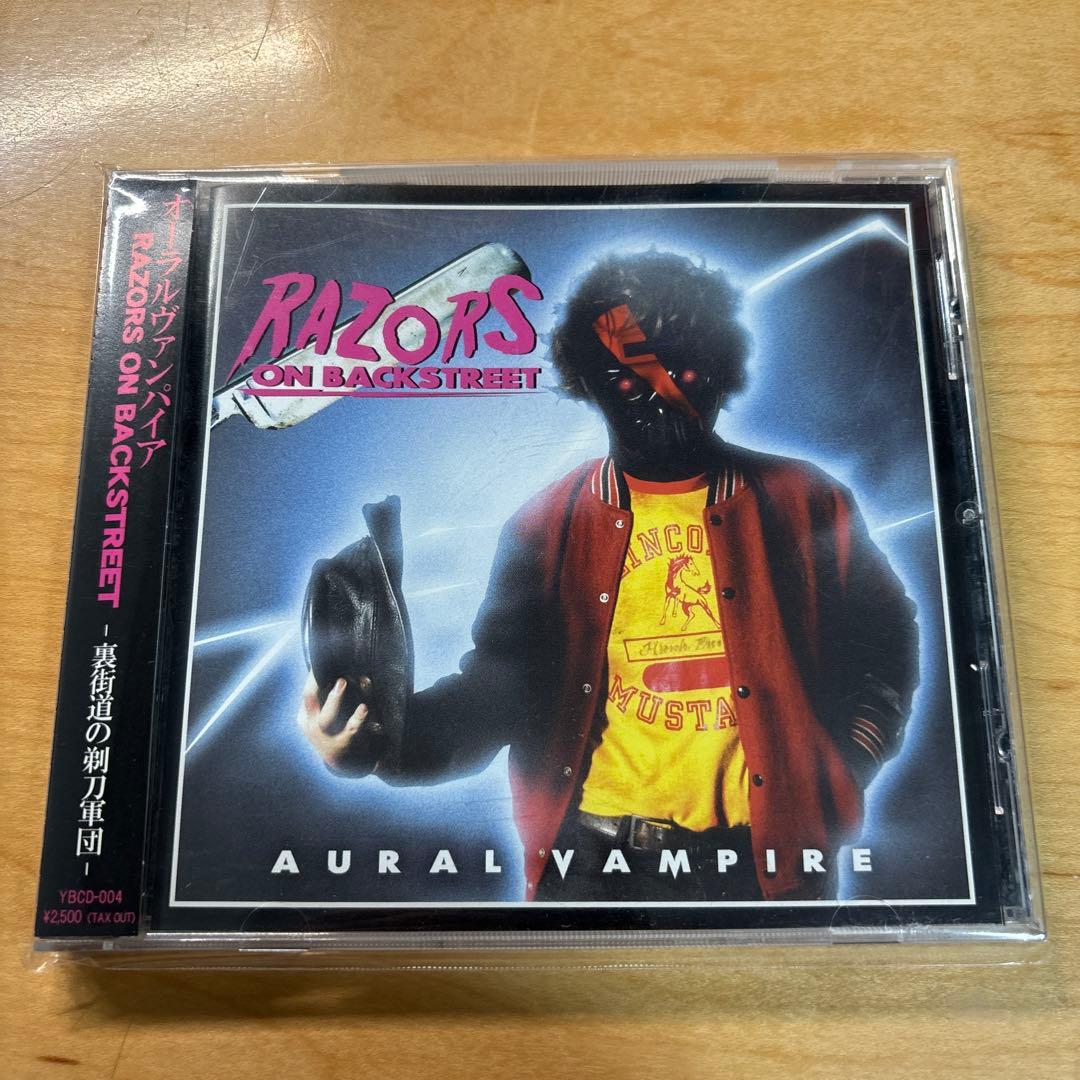 オーラルヴァンパイア
RAZORS ON BACKSTREET
- 裏街道の剃刀軍団 -
YBCD-004
¥2,500 (TAX OUT)
RAZORS
ON BACKSTREET
MUSTA
AURAL VAMPIRE